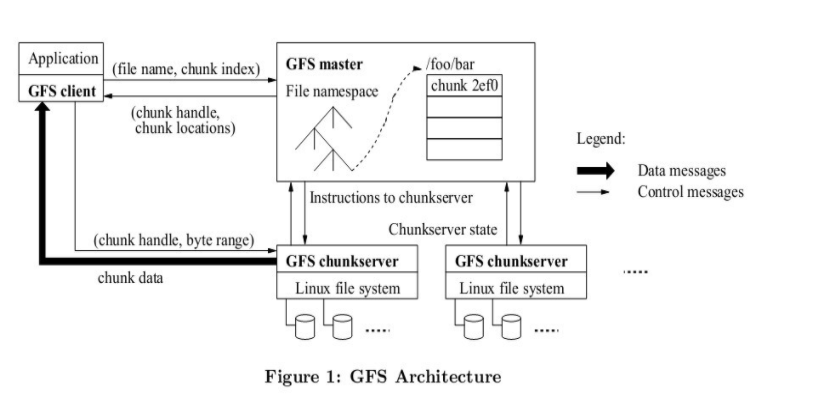 Application
GFS client
(file name, chunk index)
(chunk handle,
chunk locations)
GFS master
File namespace
/foo/bar
chunk 2ef0
Legend:
Data messages
Control messages
Instructions to chunkserver
Chunkserver state
(chunk handle, byte range)
chunk data
GFS chunkserver
Linux file system
GFS chunkserver
Linux file system
Figure 1: GFS Architecture